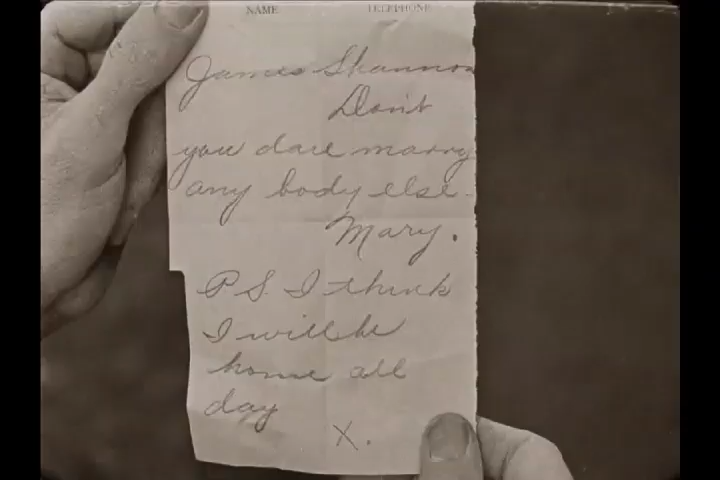 NAME TELEPHONE
James Shannon
Don't
you dare marry
any body else.
Mary.
P.S. I think
I will be
home all
day
X.